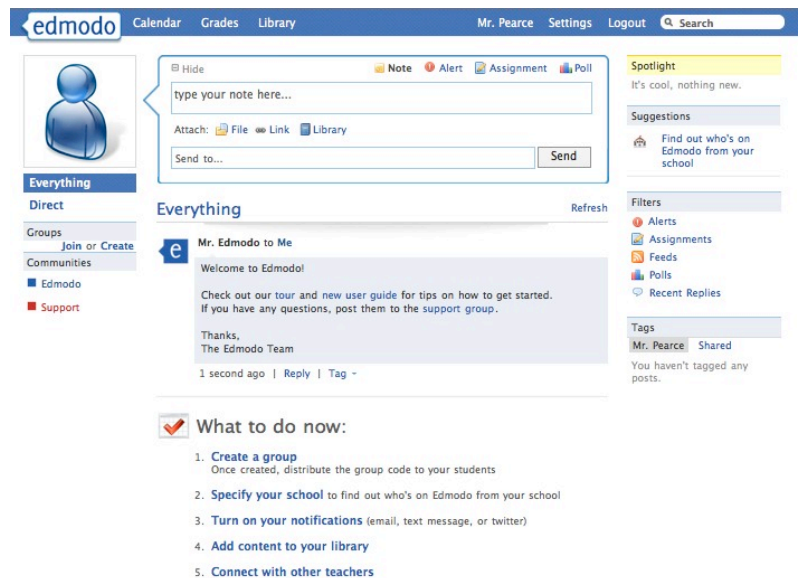 edmodo Calendar Grades Library Mr. Pearce Settings Logout Search
Hide Note Alert Assignment Poll
type your note here...
Attach: File Link Library
Send to... Send
Everything
Direct
Groups
Join or Create
Communities
Edmodo
Support
Everything Refresh
e Mr. Edmodo to Me
Welcome to Edmodo!
Check out our tour and new user guide for tips on how to get started.
If you have any questions, post them to the support group.
Thanks,
The Edmodo Team
1 second ago | Reply | Tag
What to do now:
1. Create a group
Once created, distribute the group code to your students
2. Specify your school to find out who's on Edmodo from your school
3. Turn on your notifications (email, text message, or twitter)
4. Add content to your library
5. Connect with other teachers
Spotlight
It's cool, nothing new.
Suggestions
Find out who's on
Edmodo from your
school
Filters
Alerts
Assignments
Feeds
Polls
Recent Replies
Tags
Mr. Pearce Shared
You haven't tagged any
posts.